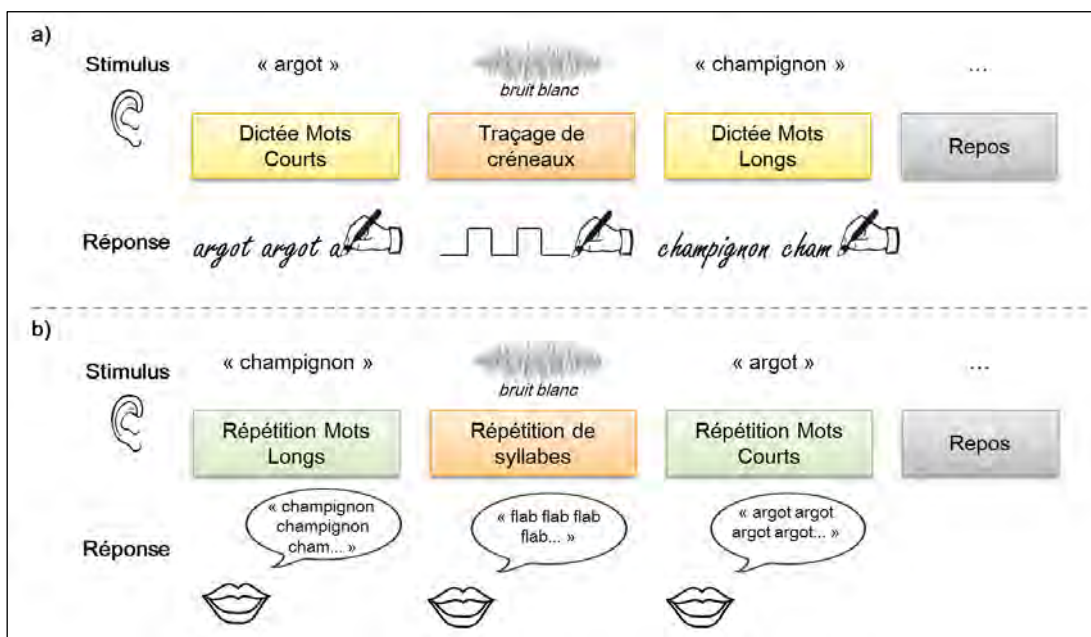 a)
Stimulus
« argot »
bruit blanc
« champignon »
...
Dictée Mots
Courts
Traçage de
créneaux
Dictée Mots
Longs
Repos
Réponse
argot argot a
champignon cham
b)
Stimulus
« champignon »
bruit blanc
« argot »
...
Répétition Mots
Longs
Répétition de
syllabes
Répétition Mots
Courts
Repos
Réponse
« champignon
champignon
cham... »
« flab flab flab
flab... »
« argot argot
argot argot... »